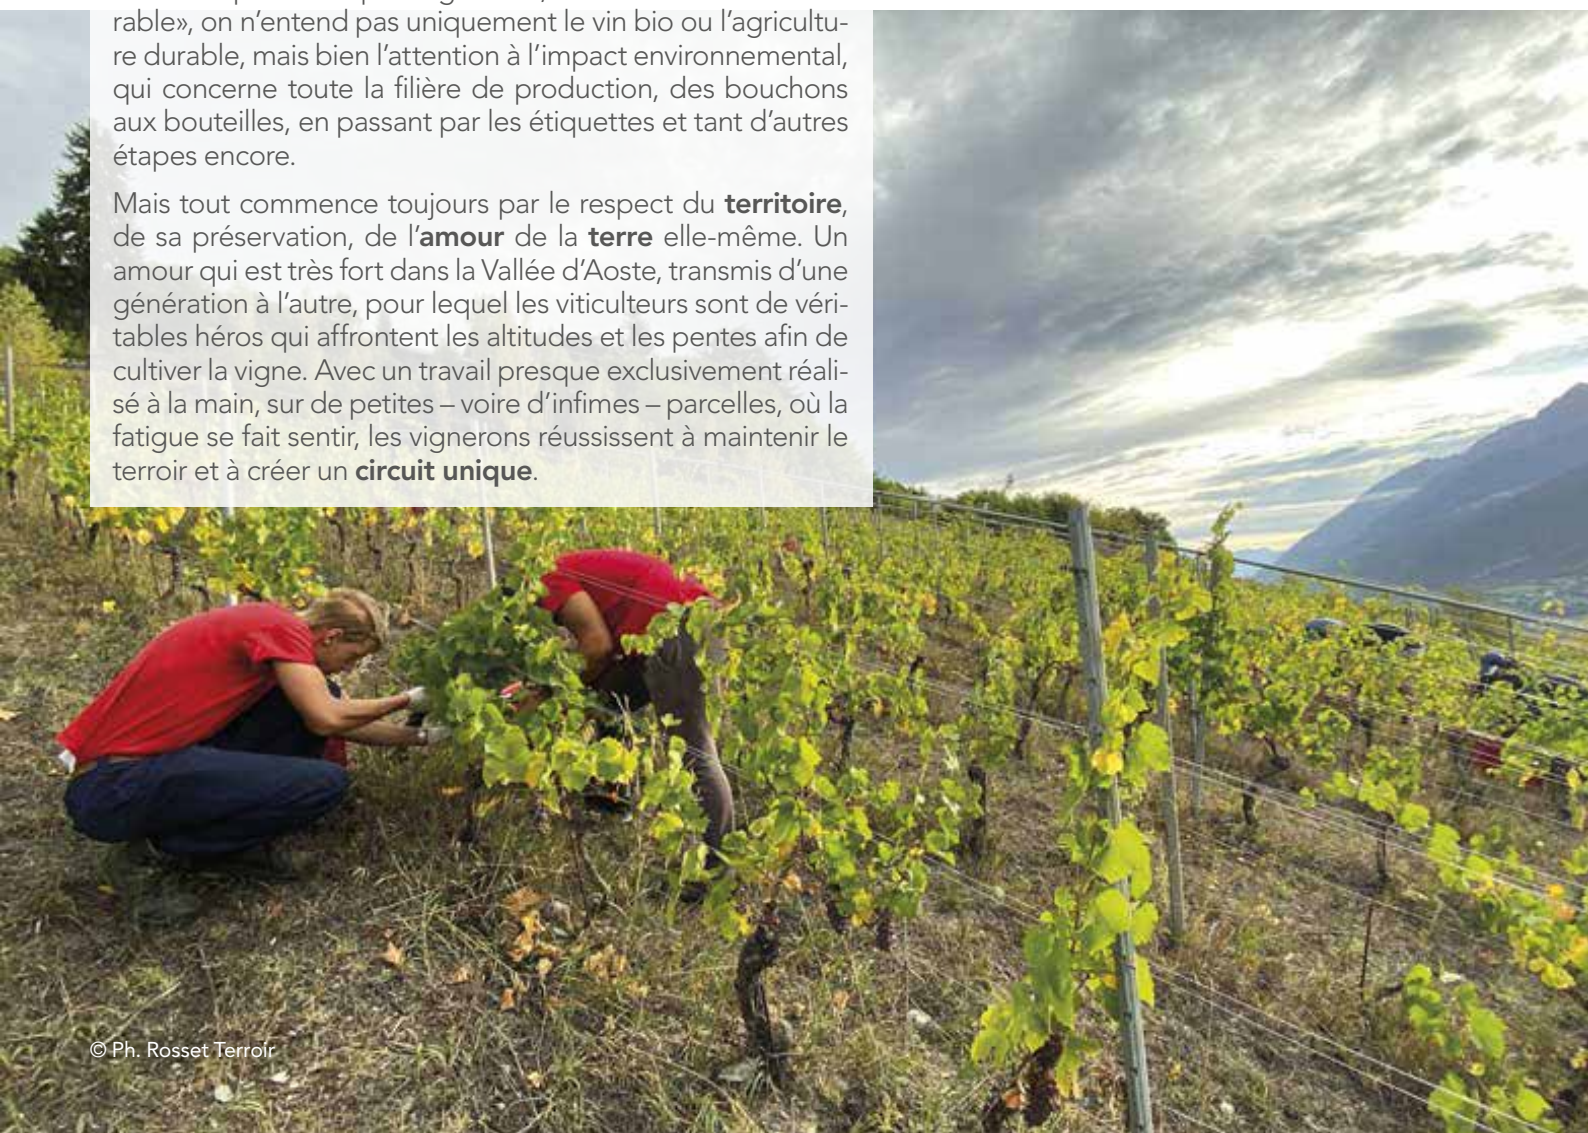 rable», on n’entend pas uniquement le vin bio ou l’agricultu-
re durable, mais bien l’attention à l’impact environnemental,
qui concerne toute la filière de production, des bouchons
aux bouteilles, en passant par les étiquettes et tant d’autres
étapes encore.
Mais tout commence toujours par le respect du territoire,
de sa préservation, de l’amour de la terre elle-même. Un
amour qui est très fort dans la Vallée d’Aoste, transmis d’une
génération à l’autre, pour lequel les viticulteurs sont de véri-
tables héros qui affrontent les altitudes et les pentes afin de
cultiver la vigne. Avec un travail presque exclusivement réali-
sé à la main, sur de petites – voire d’infimes – parcelles, où la
fatigue se fait sentir, les vignerons réussissent à maintenir le
terroir et à créer un circuit unique.
© Ph. Rosset Terroir